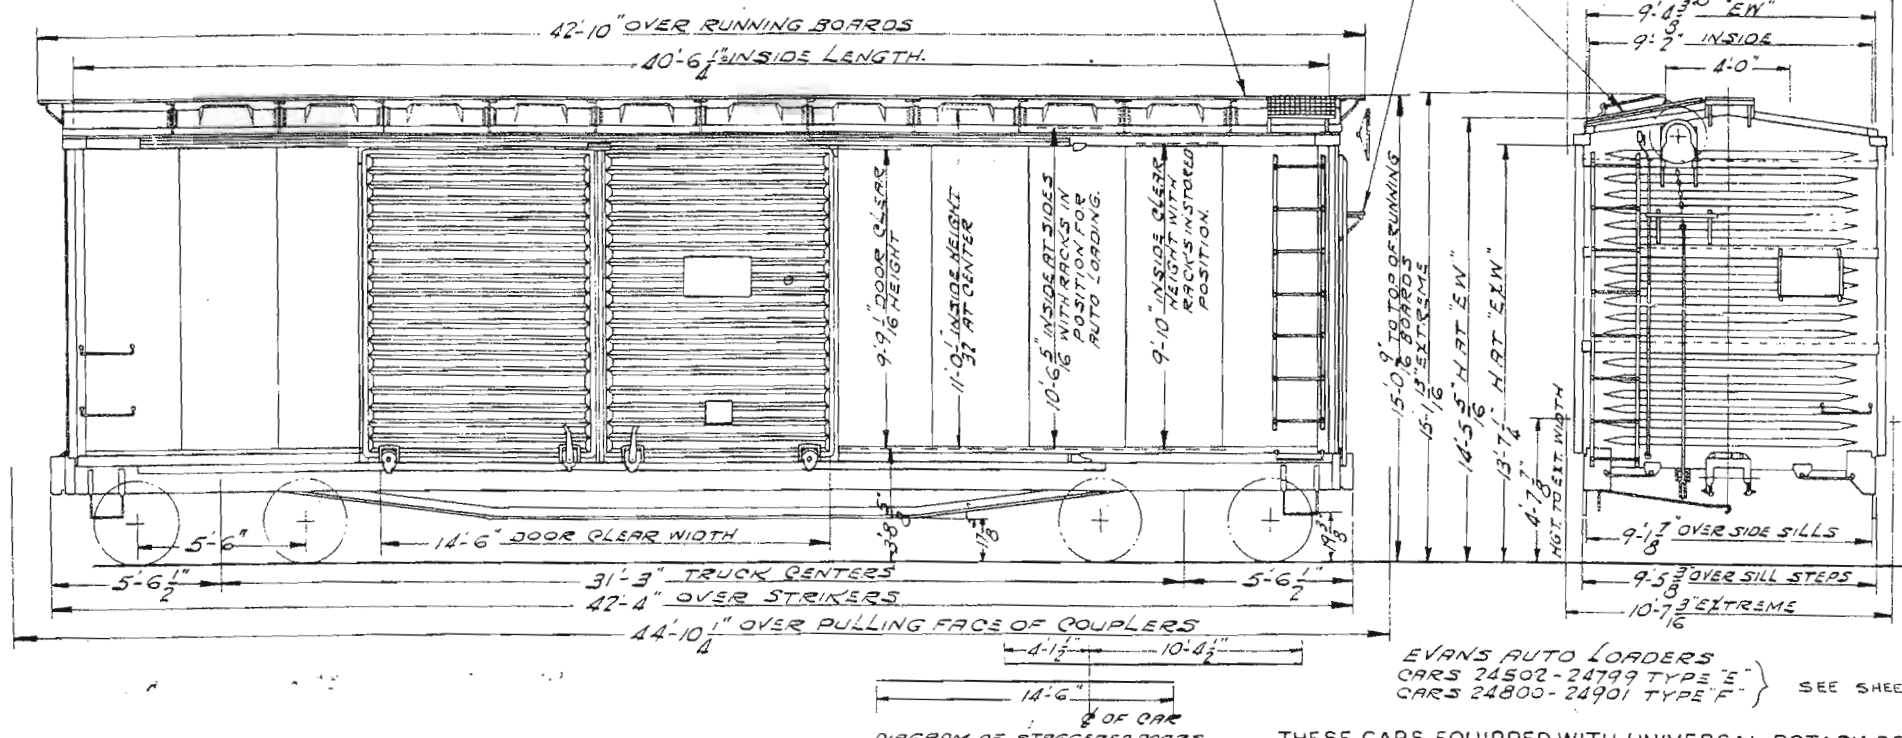 42'-10" OVER RUNNING BOARDS
40'-6 1/4" INSIDE LENGTH.
9'-9 1/16" DOOR CLEAR
HEIGHT
11'-0 1/32" INSIDE HEIGHT
AT CENTER
10'-6 5/16" INSIDE AT SIDES
WITH RACKS IN
POSITION FOR
AUTO LOADING.
9'-10" INSIDE CLEAR
HEIGHT WITH
RACKS IN STORED
POSITION.
15'-0 9/16" TO TOP OF RUNNING
BOARDS
15'-1 13/16" EXTREME
14'-5 5/16" H AT "EW"
13'-7 1/4" H AT "EXW"
4'-7 7/8"
HGT. TO EXT. WIDTH
"EW"
9'-2" INSIDE
4'-0"
5'-6"
14'-6" DOOR CLEAR WIDTH
3'-8 5/8"
5'-6 1/2"
31'-3" TRUCK CENTERS
5'-6 1/2"
42'-4" OVER STRIKERS
44'-10 1/4" OVER PULLING FACE OF COUPLERS
9'-1 7/8" OVER SIDE SILLS
9'-5 3/8" OVER SILL STEPS
10'-7 3/16" EXTREME
4'-1 1/2" 10'-4 1/2"
14'-6"
℄ OF CAR
EVANS AUTO LOADERS
CARS 24502-24799 TYPE "E"
CARS 24800-24901 TYPE "F"
SEE